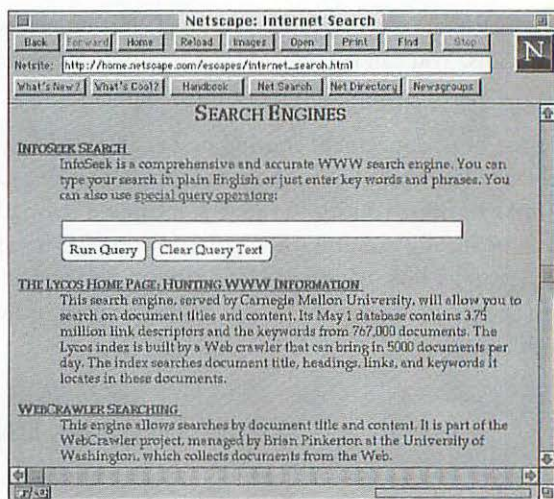 Netscape: Internet Search
Back Forward Home Reload Images Open Print Find Stop
N
Netsite: http://home.netscape.com/escapes/internet_search.html
What's New? What's Cool? Handbook Net Search Net Directory Newsgroups
SEARCH ENGINES
INFOSEEK SEARCH
InfoSeek is a comprehensive and accurate WWW search engine. You can
type your search in plain English or just enter key words and phrases. You
can also use special query operators:
Run Query Clear Query Text
THE LYCOS HOME PAGE: HUNTING WWW INFORMATION
This search engine, served by Carnegie Mellon University, will allow you to
search on document titles and content. Its May 1 database contains 3.75
million link descriptors and the keywords from 767,000 documents. The
Lycos index is built by a Web crawler that can bring in 5000 documents per
day. The index searches document title, headings, links, and keywords it
locates in these documents.
WEBCRAWLER SEARCHING
This engine allows searches by document title and content. It is part of the
WebCrawler project, managed by Brian Pinkerton at the University of
Washington, which collects documents from the Web.